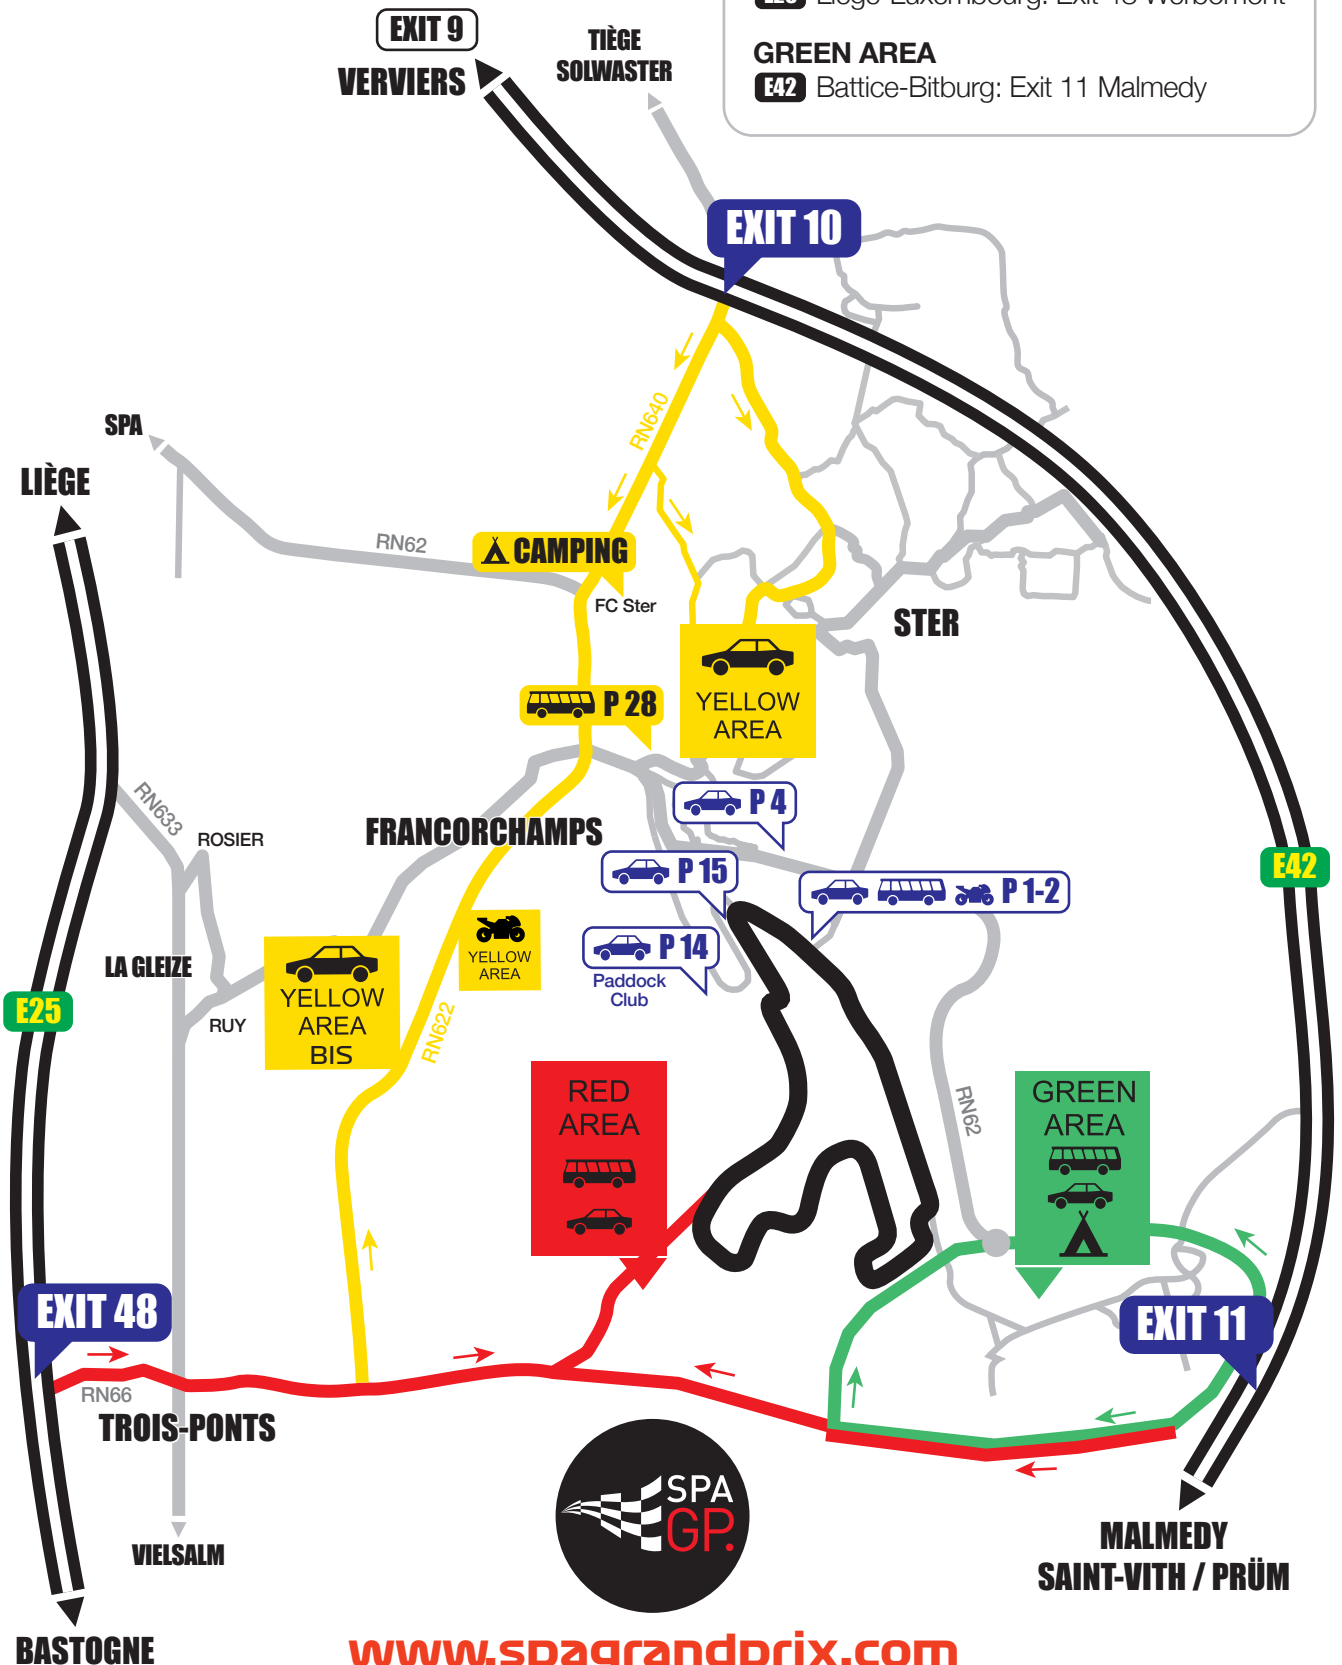 E25 Liège-Luxembourg: Exit 48 Werbomont
GREEN AREA
E42 Battice-Bitburg: Exit 11 Malmedy
EXIT 9
VERVIERS
TIÈGE
SOLWASTER
EXIT 10
SPA
LIÈGE
RN640
RN62
CAMPING
FC Ster
STER
P 28
YELLOW
AREA
RN633
ROSIER
FRANCORCHAMPS
P 4
P 15
P 1-2
E42
P 14
Paddock
Club
YELLOW
AREA
LA GLEIZE
YELLOW
AREA
BIS
E25
RUY
RN622
RED
AREA
RN62
GREEN
AREA
EXIT 48
EXIT 11
RN66
TROIS-PONTS
SPA
GP.
VIELSALM
MALMEDY
SAINT-VITH / PRÜM
BASTOGNE
www.spagrandprix.com